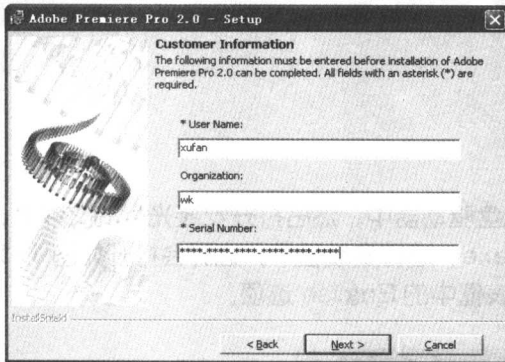 Adobe Premiere Pro 2.0 - Setup
Customer Information
The following information must be entered before installation of Adobe
Premiere Pro 2.0 can be completed. All fields with an asterisk (*) are
required.
* User Name:
xufan
Organization:
wk
* Serial Number:
****-****-****-****-****-****
InstallShield
< Back
Next >
Cancel